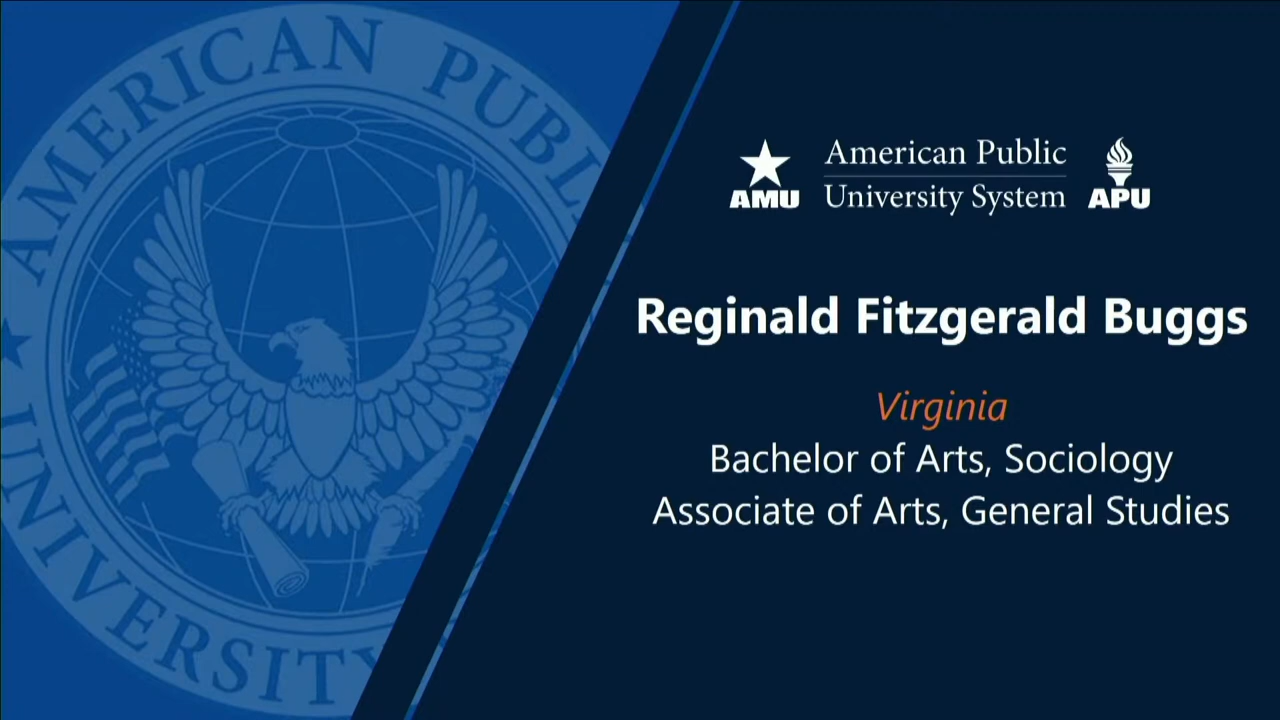 AMERICAN PUBLI
UNIVERSITY
AMU
American Public
University System
APU
Reginald Fitzgerald Buggs
Virginia
Bachelor of Arts, Sociology
Associate of Arts, General Studies